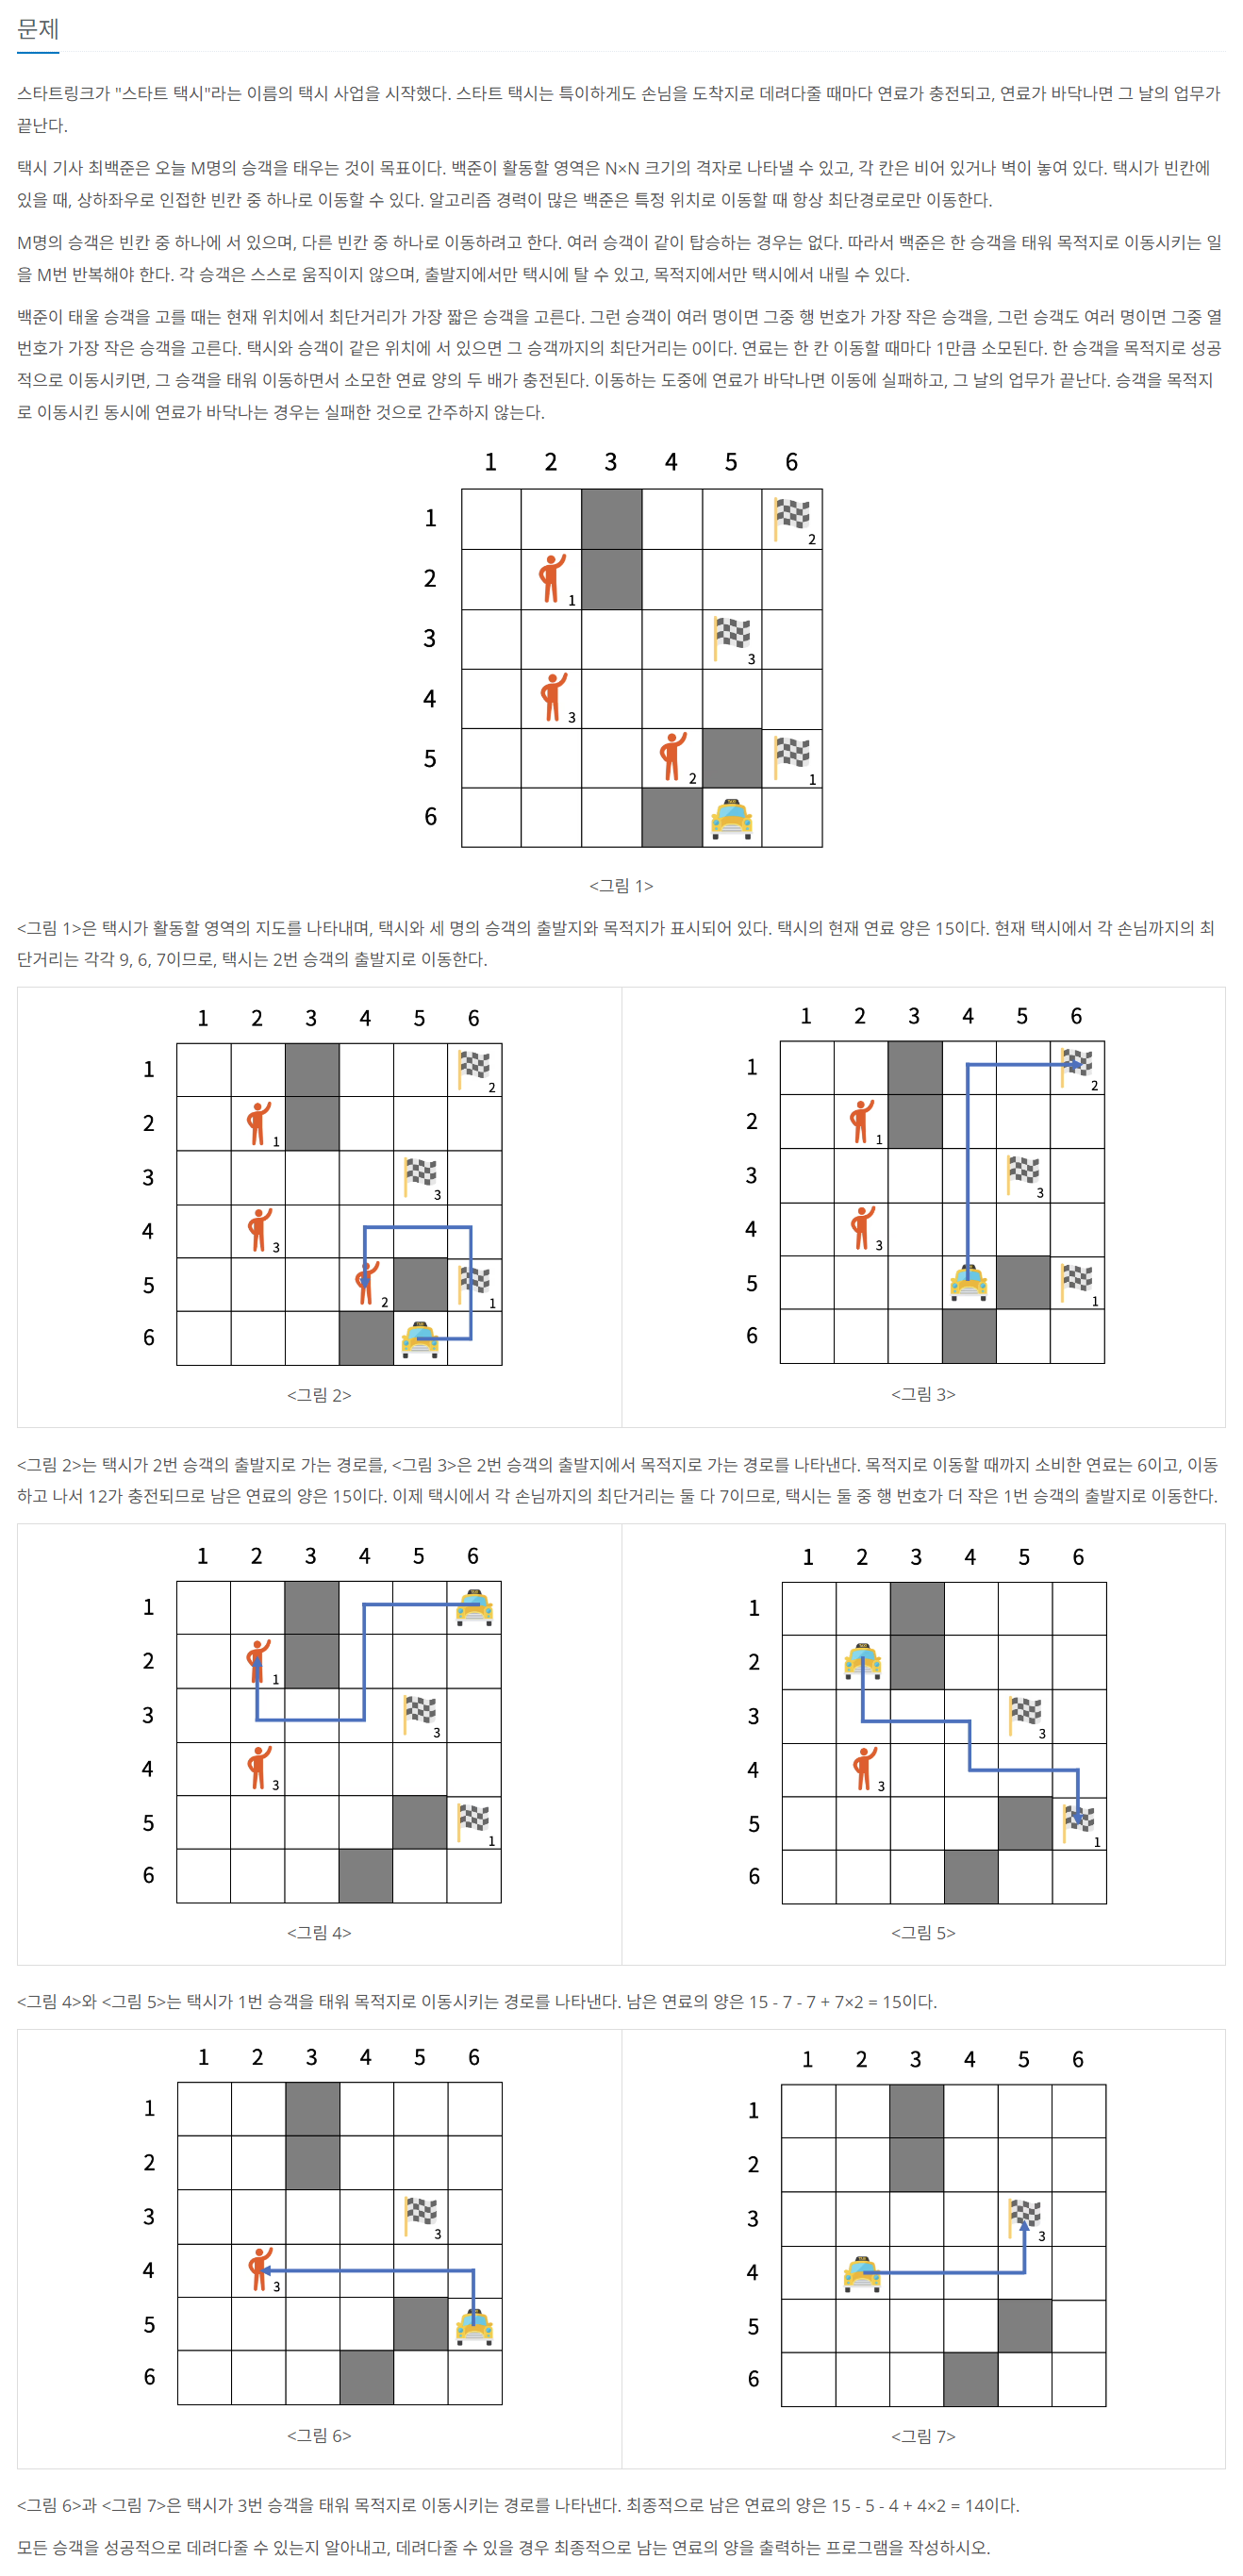 문제
스타트링크가 "스타트 택시"라는 이름의 택시 사업을 시작했다. 스타트 택시는 특이하게도 손님을 도착지로 데려다줄 때마다 연료가 충전되고, 연료가 바닥나면 그 날의 업무가
끝난다.
택시 기사 최백준은 오늘 M명의 승객을 태우는 것이 목표이다. 백준이 활동할 영역은 N×N 크기의 격자로 나타낼 수 있고, 각 칸은 비어 있거나 벽이 놓여 있다. 택시가 빈칸에
있을 때, 상하좌우로 인접한 빈칸 중 하나로 이동할 수 있다. 알고리즘 경력이 많은 백준은 특정 위치로 이동할 때 항상 최단경로로만 이동한다.
M명의 승객은 빈칸 중 하나에 서 있으며, 다른 빈칸 중 하나로 이동하려고 한다. 여러 승객이 같이 탑승하는 경우는 없다. 따라서 백준은 한 승객을 태워 목적지로 이동시키는 일
을 M번 반복해야 한다. 각 승객은 스스로 움직이지 않으며, 출발지에서만 택시에 탈 수 있고, 목적지에서만 택시에서 내릴 수 있다.
백준이 태울 승객을 고를 때는 현재 위치에서 최단거리가 가장 짧은 승객을 고른다. 그런 승객이 여러 명이면 그중 행 번호가 가장 작은 승객을, 그런 승객도 여러 명이면 그중 열
번호가 가장 작은 승객을 고른다. 택시와 승객이 같은 위치에 서 있으면 그 승객까지의 최단거리는 0이다. 연료는 한 칸 이동할 때마다 1만큼 소모된다. 한 승객을 목적지로 성공
적으로 이동시키면, 그 승객을 태워 이동하면서 소모한 연료 양의 두 배가 충전된다. 이동하는 도중에 연료가 바닥나면 이동에 실패하고, 그 날의 업무가 끝난다. 승객을 목적지
로 이동시킨 동시에 연료가 바닥나는 경우는 실패한 것으로 간주하지 않는다.
1 2 3 4 5 6
1 2
2 1
3 3
4 3
5 2 1
6
<그림 1>
<그림 1>은 택시가 활동할 영역의 지도를 나타내며, 택시와 세 명의 승객의 출발지와 목적지가 표시되어 있다. 택시의 현재 연료 양은 15이다. 현재 택시에서 각 손님까지의 최
단거리는 각각 9, 6, 7이므로, 택시는 2번 승객의 출발지로 이동한다.
1 2 3 4 5 6
1 2
2 1
3 3
4 3
5 2 1
6
<그림 2>
1 2 3 4 5 6
1 2
2 1
3 3
4 3
5 1
6
<그림 3>
<그림 2>는 택시가 2번 승객의 출발지로 가는 경로를, <그림 3>은 2번 승객의 출발지에서 목적지로 가는 경로를 나타낸다. 목적지로 이동할 때까지 소비한 연료는 6이고, 이동
하고 나서 12가 충전되므로 남은 연료의 양은 15이다. 이제 택시에서 각 손님까지의 최단거리는 둘 다 7이므로, 택시는 둘 중 행 번호가 더 작은 1번 승객의 출발지로 이동한다.
1 2 3 4 5 6
1
2 1
3 3
4 3
5 1
6
<그림 4>
1 2 3 4 5 6
1
2
3 3
4 3
5 1
6
<그림 5>
<그림 4>와 <그림 5>는 택시가 1번 승객을 태워 목적지로 이동시키는 경로를 나타낸다. 남은 연료의 양은 15 - 7 - 7 + 7×2 = 15이다.
1 2 3 4 5 6
1
2
3 3
4 3
5
6
<그림 6>
1 2 3 4 5 6
1
2
3 3
4
5
6
<그림 7>
<그림 6>과 <그림 7>은 택시가 3번 승객을 태워 목적지로 이동시키는 경로를 나타낸다. 최종적으로 남은 연료의 양은 15 - 5 - 4 + 4×2 = 14이다.
모든 승객을 성공적으로 데려다줄 수 있는지 알아내고, 데려다줄 수 있을 경우 최종적으로 남는 연료의 양을 출력하는 프로그램을 작성하시오.